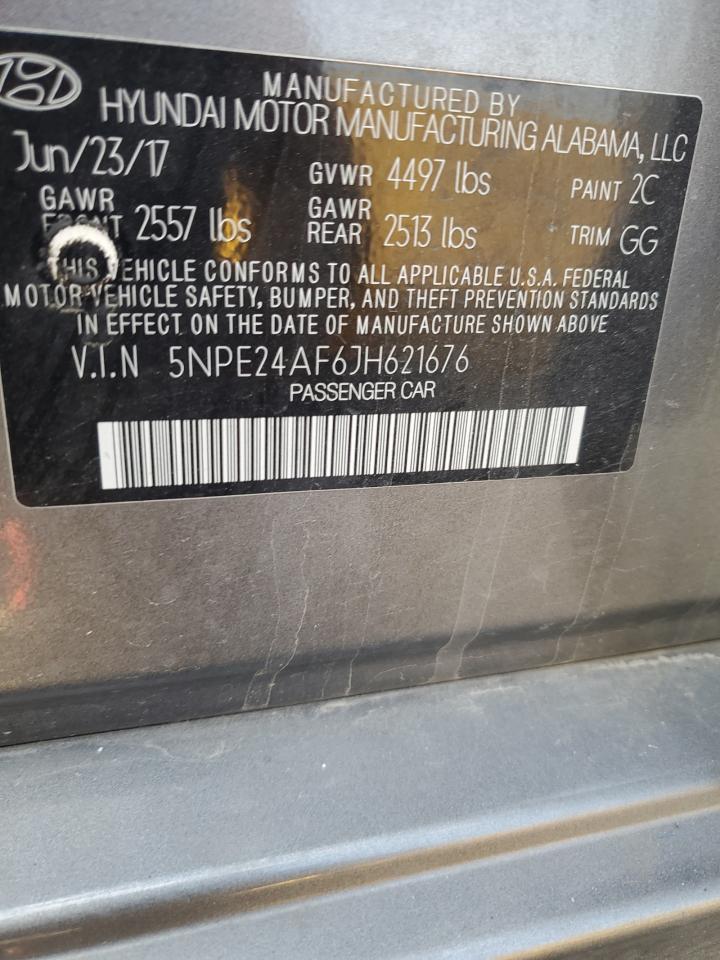 MANUFACTURED BY
HYUNDAI MOTOR MANUFACTURING ALABAMA, LLC
Jun/23/17 GVWR 4497 lbs PAINT 2C
GAWR FRONT 2557 lbs GAWR REAR 2513 lbs TRIM GG
THIS VEHICLE CONFORMS TO ALL APPLICABLE U.S.A. FEDERAL
MOTOR VEHICLE SAFETY, BUMPER, AND THEFT PREVENTION STANDARDS
IN EFFECT ON THE DATE OF MANUFACTURE SHOWN ABOVE
V.I.N 5NPE24AF6JH621676
PASSENGER CAR